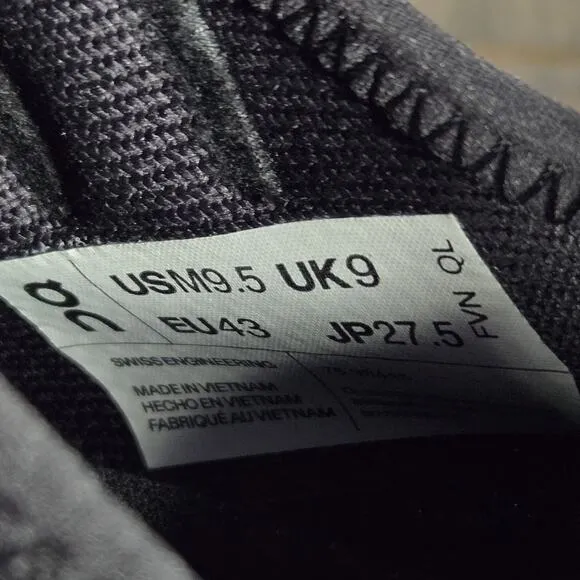 on
USM9.5 UK9
EU43 JP27.5
FVN QL
SWISS ENGINEERING
MADE IN VIETNAM
HECHO EN VIETNAM
FABRIQUÉ AU VIETNAM